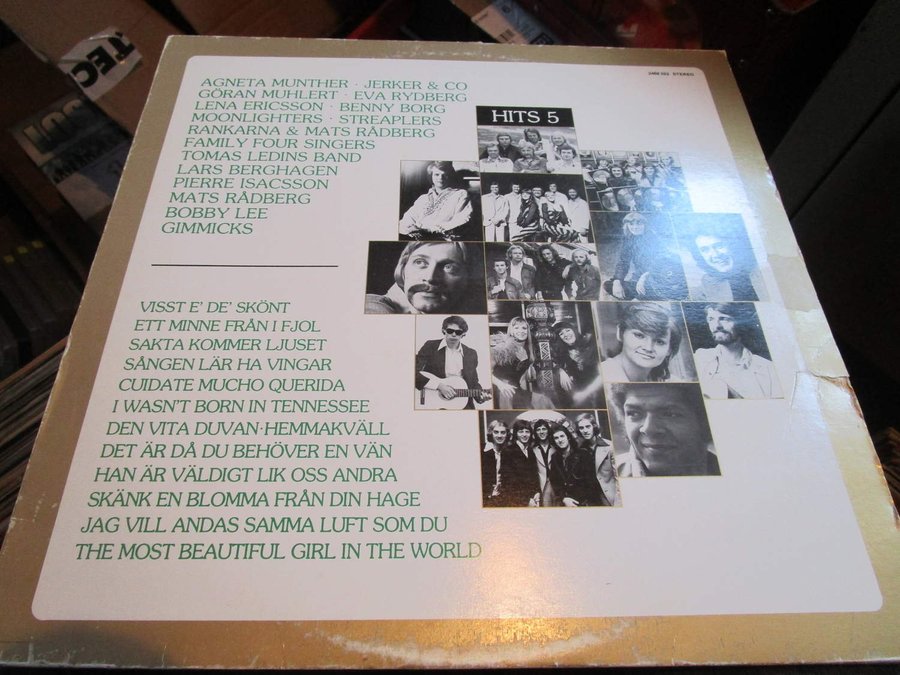 AGNETA MUNTHER · JERKER & CO
GÖRAN MUHLERT · EVA RYDBERG
LENA ERICSSON · BENNY BORG
MOONLIGHTERS · STREAPLERS
RANKARNA & MATS RÅDBERG
FAMILY FOUR SINGERS
TOMAS LEDINS BAND
LARS BERGHAGEN
PIERRE ISACSSON
MATS RÅDBERG
BOBBY LEE
GIMMICKS
STEREO
HITS 5
VISST E' DE' SKÖNT
ETT MINNE FRÅN I FJOL
SAKTA KOMMER LJUSET
SÅNGEN LÄR HA VINGAR
CUIDATE MUCHO QUERIDA
I WASN'T BORN IN TENNESSEE
DEN VITA DUVAN · HEMMAKVÄLL
DET ÄR DÅ DU BEHÖVER EN VÄN
HAN ÄR VÄLDIGT LIK OSS ANDRA
SKÄNK EN BLOMMA FRÅN DIN HAGE
JAG VILL ANDAS SAMMA LUFT SOM DU
THE MOST BEAUTIFUL GIRL IN THE WORLD